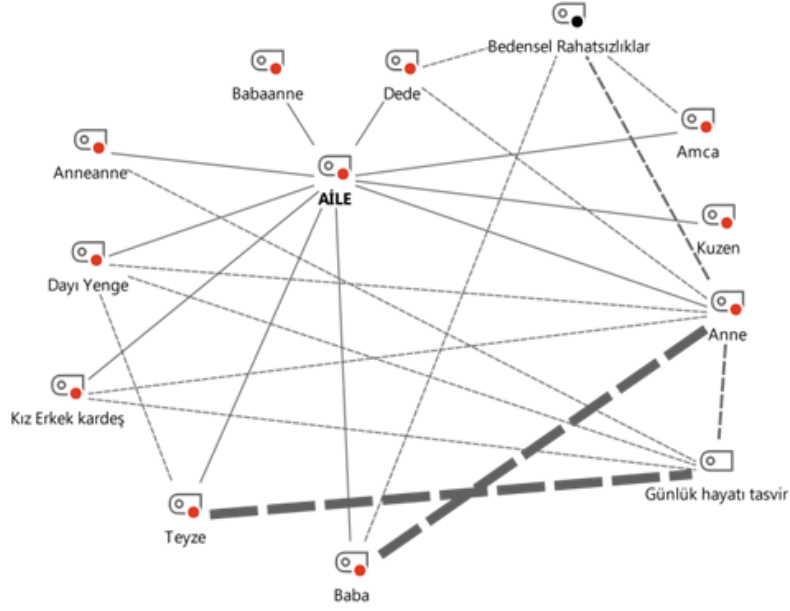 Bedensel Rahatsızlıklar
Babaanne
Dede
Amca
Anneanne
AİLE
Kuzen
Dayı Yenge
Anne
Kız Erkek kardeş
Günlük hayatı tasvir
Teyze
Baba